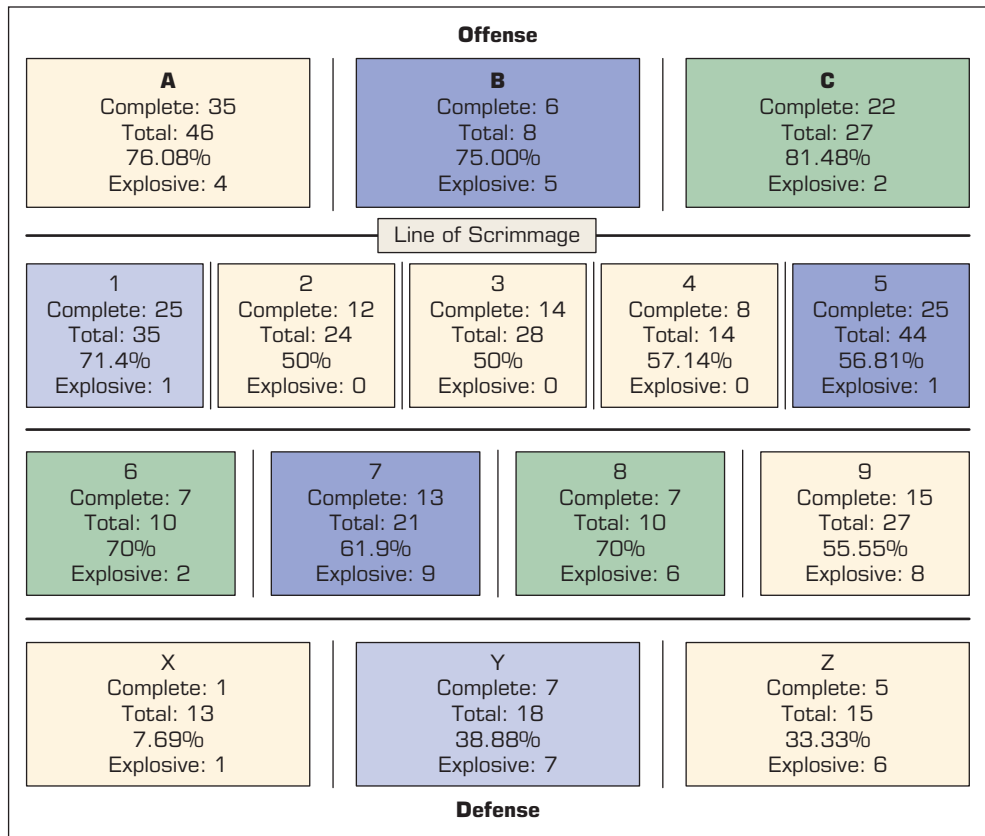 Offense
A
Complete: 35
Total: 46
76.08%
Explosive: 4
B
Complete: 6
Total: 8
75.00%
Explosive: 5
C
Complete: 22
Total: 27
81.48%
Explosive: 2
Line of Scrimmage
1
Complete: 25
Total: 35
71.4%
Explosive: 1
2
Complete: 12
Total: 24
50%
Explosive: 0
3
Complete: 14
Total: 28
50%
Explosive: 0
4
Complete: 8
Total: 14
57.14%
Explosive: 0
5
Complete: 25
Total: 44
56.81%
Explosive: 1
6
Complete: 7
Total: 10
70%
Explosive: 2
7
Complete: 13
Total: 21
61.9%
Explosive: 9
8
Complete: 7
Total: 10
70%
Explosive: 6
9
Complete: 15
Total: 27
55.55%
Explosive: 8
X
Complete: 1
Total: 13
7.69%
Explosive: 1
Y
Complete: 7
Total: 18
38.88%
Explosive: 7
Z
Complete: 5
Total: 15
33.33%
Explosive: 6
Defense